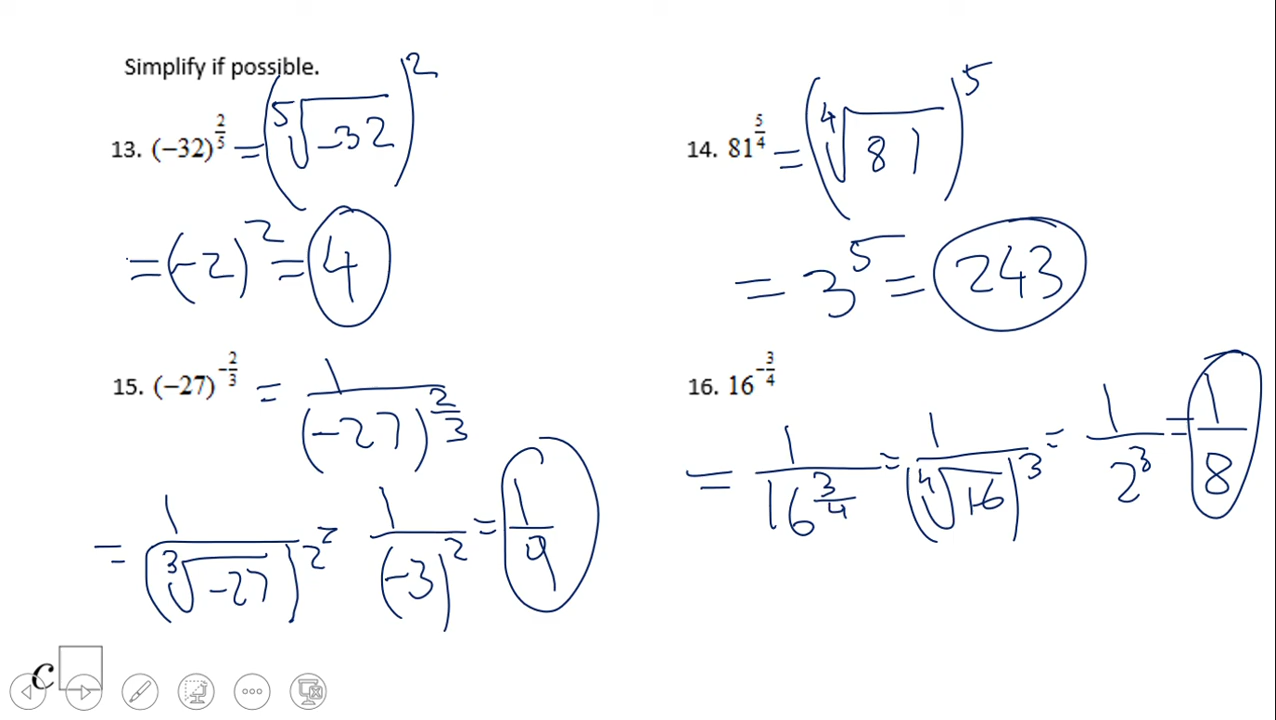 Simplify if possible.
13. (−32)^(2/5) = (⁵√−32)²
= (−2)² = 4
14. 81^(5/4) = (⁴√81)⁵
= 3⁵ = 243
15. (−27)^(−2/3) = 1/(−27)^(2/3)
= 1/(³√−27)² = 1/(−3)² = 1/9
16. 16^(−3/4)
= 1/16^(3/4) = 1/(⁴√16)³ = 1/2³ = 1/8
C